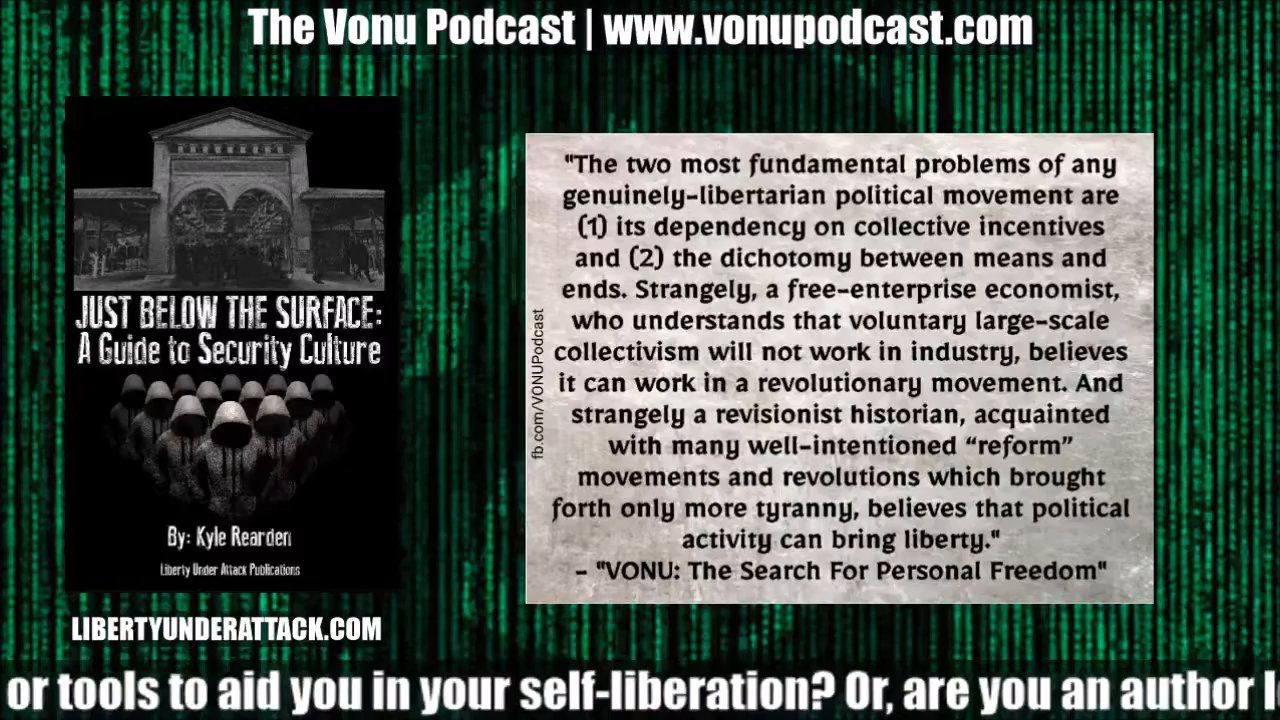 The Vonu Podcast | www.vonupodcast.com
JUST BELOW THE SURFACE:
A Guide to Security Culture
By: Kyle Rearden
Liberty Under Attack Publications
LIBERTYUNDERATTACK.COM
fb.com/VONUPodcast
"The two most fundamental problems of any
genuinely-libertarian political movement are
(1) its dependency on collective incentives
and (2) the dichotomy between means and
ends. Strangely, a free-enterprise economist,
who understands that voluntary large-scale
collectivism will not work in industry, believes
it can work in a revolutionary movement. And
strangely a revisionist historian, acquainted
with many well-intentioned “reform”
movements and revolutions which brought
forth only more tyranny, believes that political
activity can bring liberty."
- "VONU: The Search For Personal Freedom"
or tools to aid you in your self-liberation? Or, are you an author